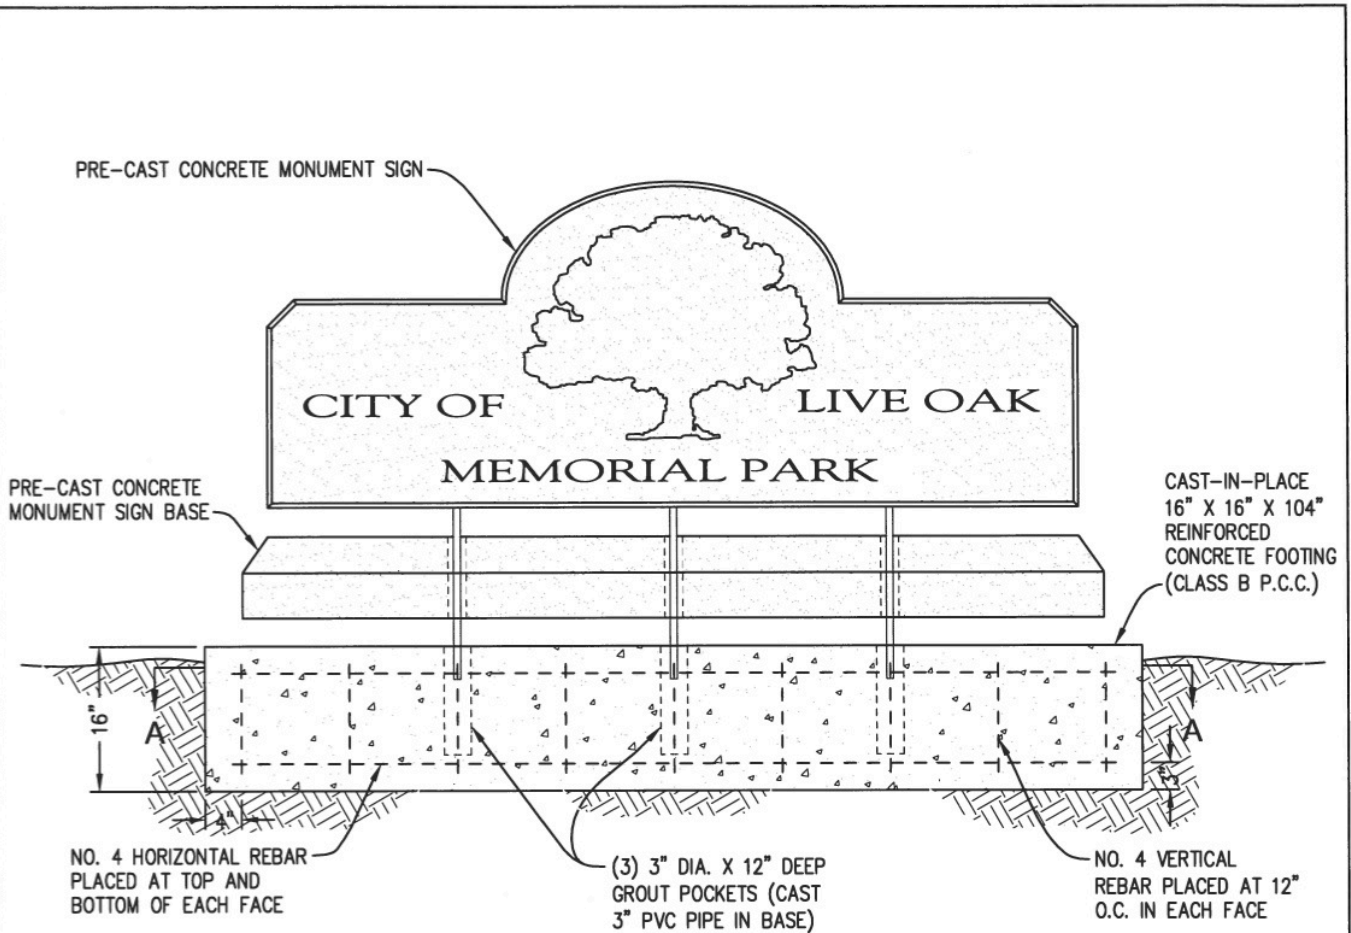 PRE-CAST CONCRETE MONUMENT SIGN
CITY OF
LIVE OAK
MEMORIAL PARK
PRE-CAST CONCRETE
MONUMENT SIGN BASE
CAST-IN-PLACE
16" X 16" X 104"
REINFORCED
CONCRETE FOOTING
(CLASS B P.C.C.)
16"
A
A
3"
4"
NO. 4 HORIZONTAL REBAR
PLACED AT TOP AND
BOTTOM OF EACH FACE
(3) 3" DIA. X 12" DEEP
GROUT POCKETS (CAST
3" PVC PIPE IN BASE)
NO. 4 VERTICAL
REBAR PLACED AT 12"
O.C. IN EACH FACE